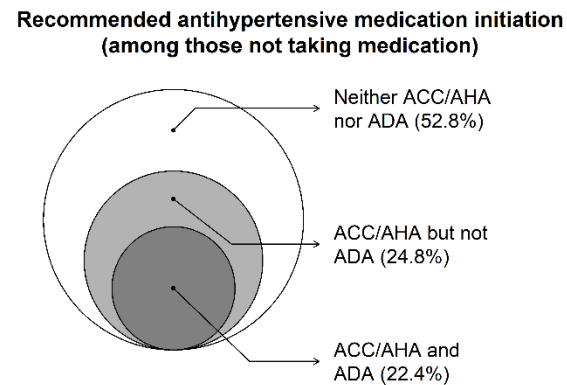 Recommended antihypertensive medication initiation
(among those not taking medication)
Neither ACC/AHA
nor ADA (52.8%)
ACC/AHA but not
ADA (24.8%)
ACC/AHA and
ADA (22.4%)